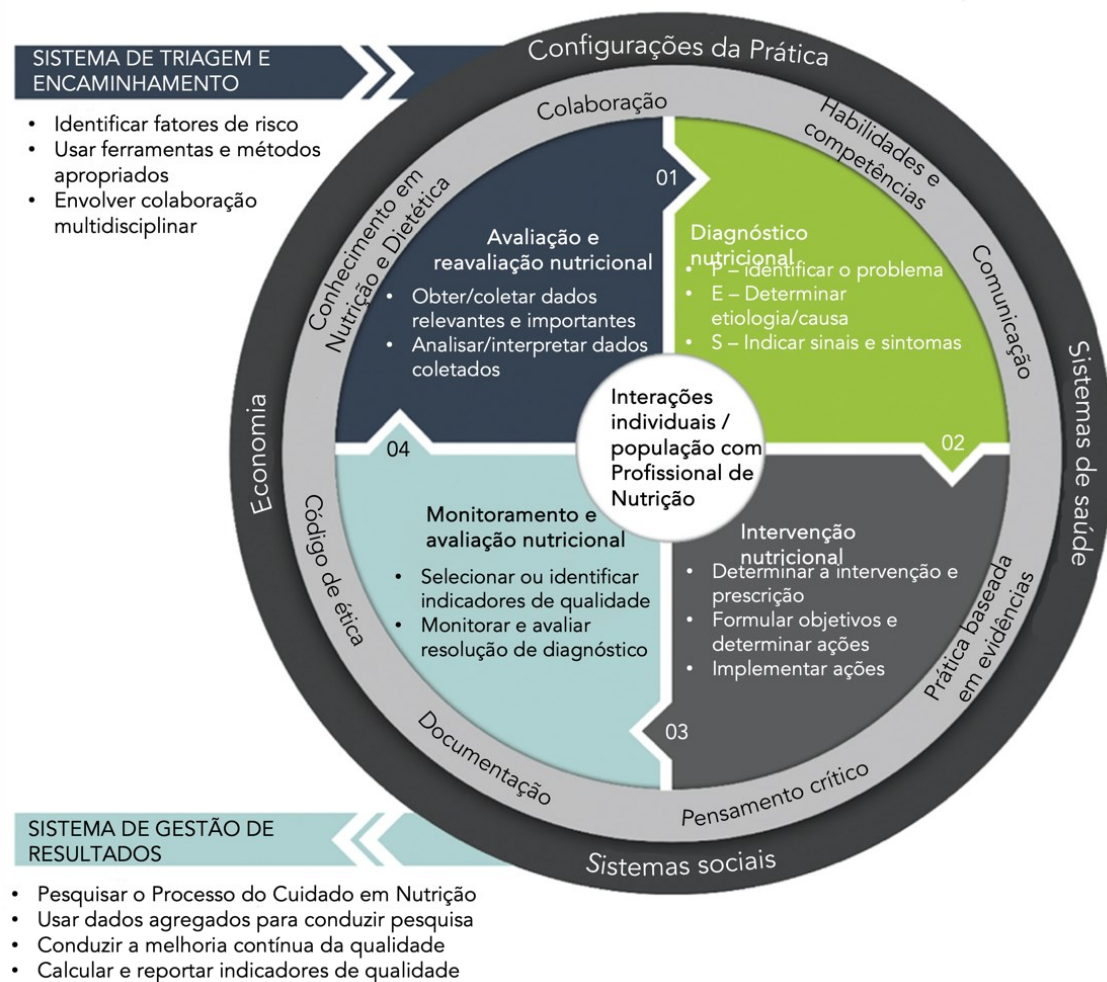 Configurações da Prática
SISTEMA DE TRIAGEM E
ENCAMINHAMENTO
• Identificar fatores de risco
• Usar ferramentas e métodos
apropriados
• Envolver colaboração
multidisciplinar
Colaboração
Habilidades e
competências
Conhecimento em
Nutrição e Dietética
Comunicação
Economia
Sistemas de saúde
01
Avaliação e
reavaliação nutricional
• Obter/coletar dados
relevantes e importantes
• Analisar/interpretar dados
coletados
Diagnóstico
nutricional
• P – identificar o problema
• E – Determinar
etiologia/causa
• S – Indicar sinais e sintomas
Interações
individuais /
população com
Profissional de
Nutrição
02
04
Monitoramento e
avaliação nutricional
• Selecionar ou identificar
indicadores de qualidade
• Monitorar e avaliar
resolução de diagnóstico
Intervenção
nutricional
• Determinar a intervenção e
prescrição
• Formular objetivos e
determinar ações
• Implementar ações
03
Código de ética
Prática baseada
em evidências
Documentação
Pensamento crítico
Sistemas sociais
SISTEMA DE GESTÃO DE
RESULTADOS
• Pesquisar o Processo do Cuidado em Nutrição
• Usar dados agregados para conduzir pesquisa
• Conduzir a melhoria contínua da qualidade
• Calcular e reportar indicadores de qualidade